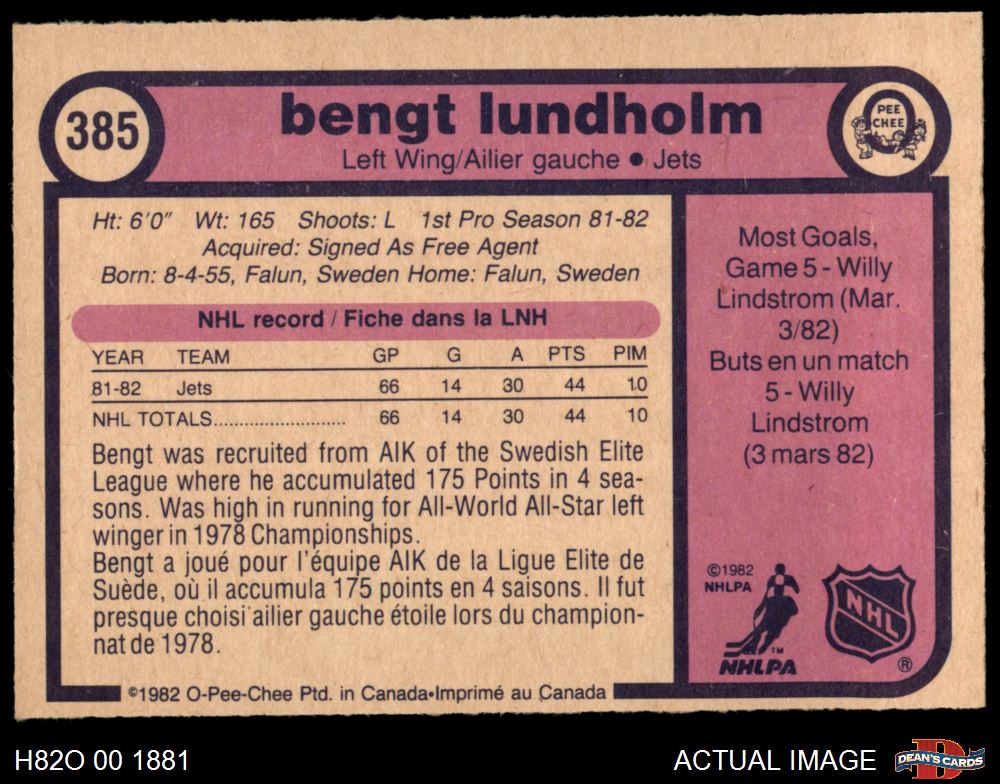 385
bengt lundholm
Left Wing/Ailier gauche ● Jets
PEE
CHEE
Ht: 6'0" Wt: 165 Shoots: L 1st Pro Season 81-82
Acquired: Signed As Free Agent
Born: 8-4-55, Falun, Sweden Home: Falun, Sweden
NHL record / Fiche dans la LNH
YEAR TEAM GP G A PTS PIM
81-82 Jets 66 14 30 44 10
NHL TOTALS.......................... 66 14 30 44 10
Bengt was recruited from AIK of the Swedish Elite
League where he accumulated 175 Points in 4 sea-
sons. Was high in running for All-World All-Star left
winger in 1978 Championships.
Bengt a joué pour l'équipe AIK de la Ligue Elite de
Suède, où il accumula 175 points en 4 saisons. Il fut
presque choisi ailier gauche étoile lors du champion-
nat de 1978.
Most Goals,
Game 5 - Willy
Lindstrom (Mar.
3/82)
Buts en un match
5 - Willy
Lindstrom
(3 mars 82)
©1982
NHLPA
TM
NHLPA
NHL
®
©1982 O-Pee-Chee Ptd. in Canada•Imprimé au Canada
H82O 00 1881
ACTUAL IMAGE
D
DEAN'S CARDS